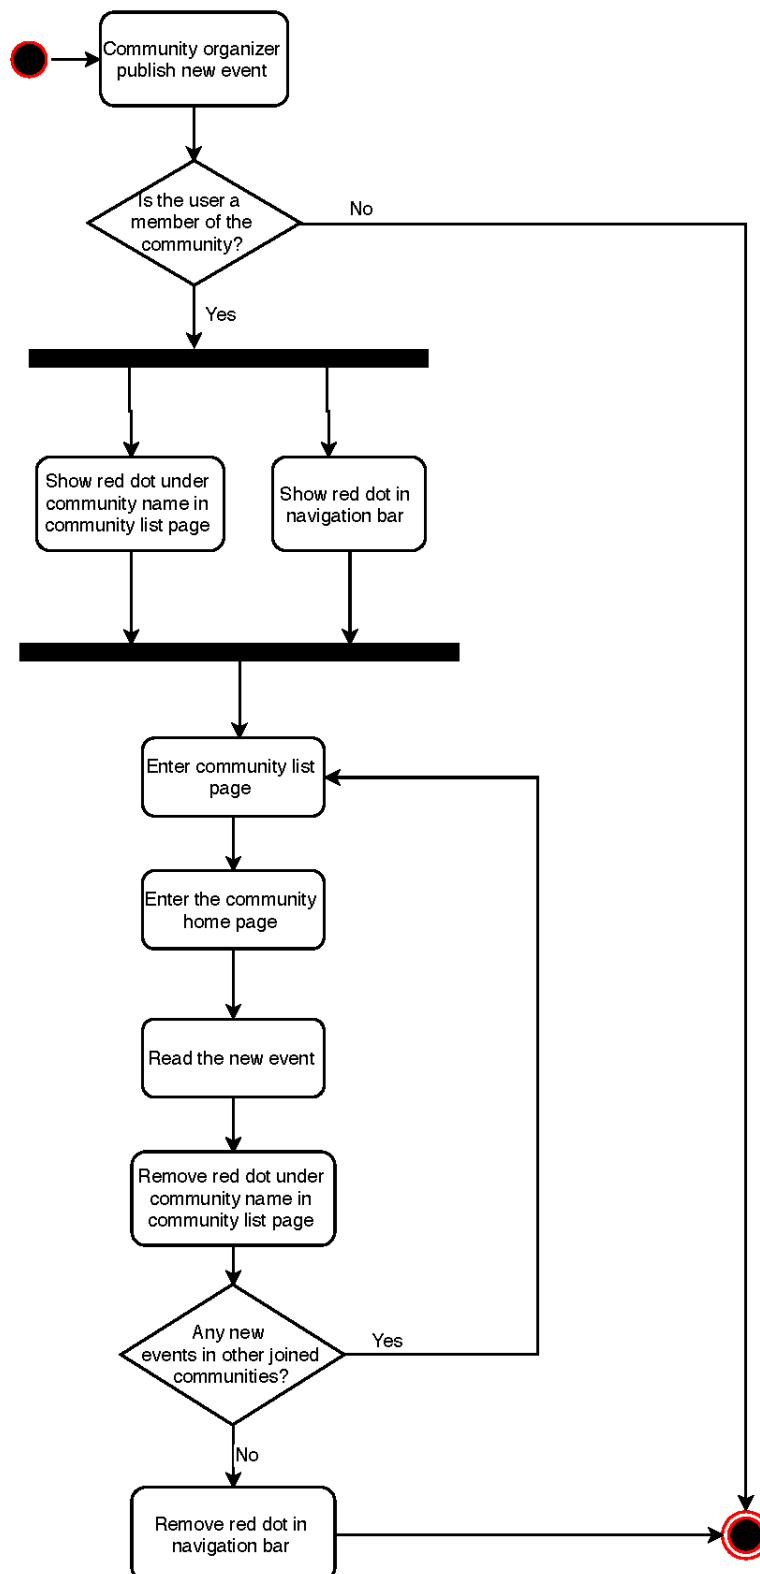 Community organizer
publish new event
Is the user a
member of the
community?
No
Yes
Show red dot under
community name in
community list page
Show red dot in
navigation bar
Enter community list
page
Enter the community
home page
Read the new event
Remove red dot under
community name in
community list page
Any new
events in other joined
communities?
Yes
No
Remove red dot in
navigation bar